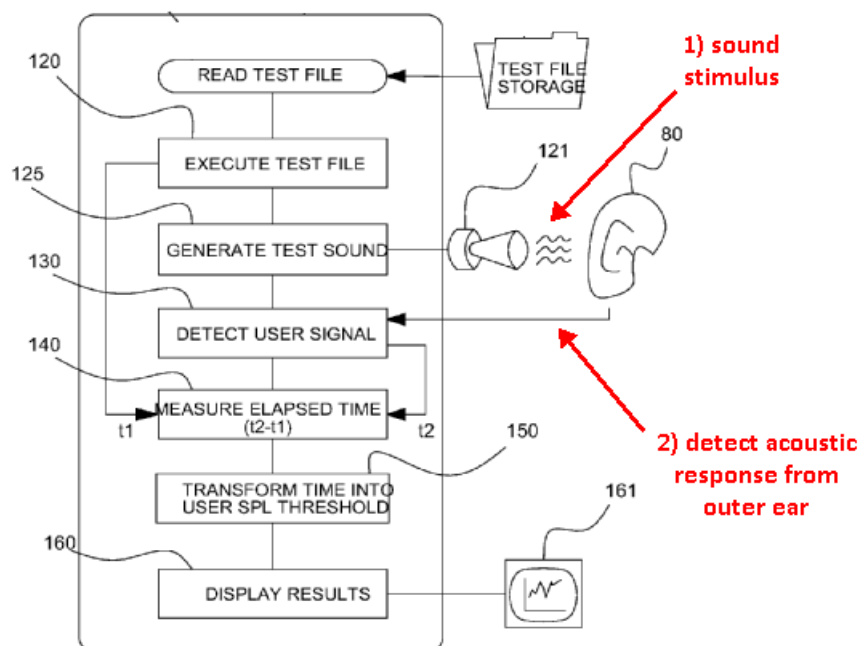 1) sound
stimulus
120
READ TEST FILE
TEST FILE
STORAGE
EXECUTE TEST FILE
125
121
80
GENERATE TEST SOUND
130
DETECT USER SIGNAL
140
MEASURE ELAPSED TIME
(t2-t1)
t1
t2
150
2) detect acoustic
response from
outer ear
TRANSFORM TIME INTO
USER SPL THRESHOLD
160
161
DISPLAY RESULTS